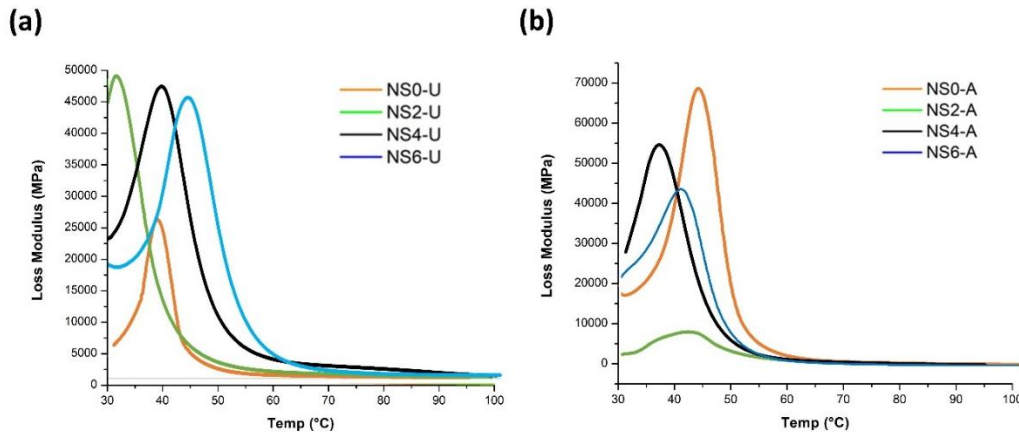 (a)
Loss Modulus (MPa)
50000
45000
40000
35000
30000
25000
20000
15000
10000
5000
0
30 40 50 60 70 80 90 100
Temp (°C)
NS0-U
NS2-U
NS4-U
NS6-U
(b)
Loss Modulus (MPa)
70000
60000
50000
40000
30000
20000
10000
0
30 40 50 60 70 80 90 100
Temp (°C)
NS0-A
NS2-A
NS4-A
NS6-A